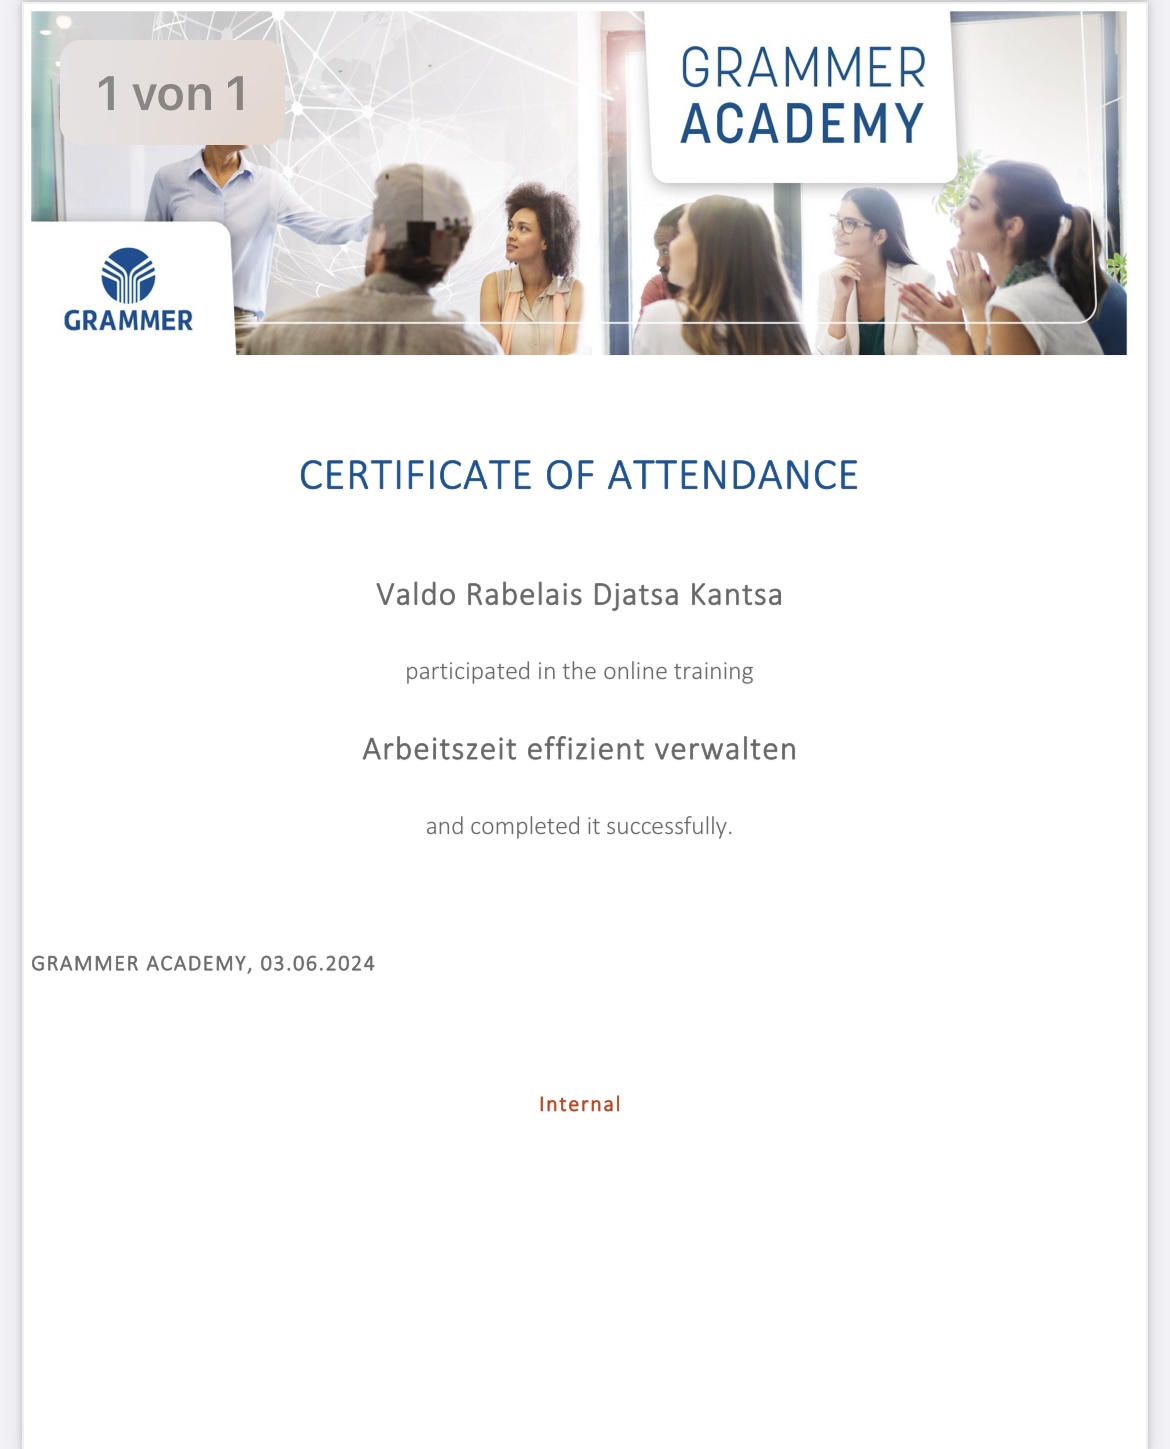 1 von 1
GRAMMER
ACADEMY
GRAMMER
CERTIFICATE OF ATTENDANCE
Valdo Rabelais Djatsa Kantsa
participated in the online training
Arbeitszeit effizient verwalten
and completed it successfully.
GRAMMER ACADEMY, 03.06.2024
Internal